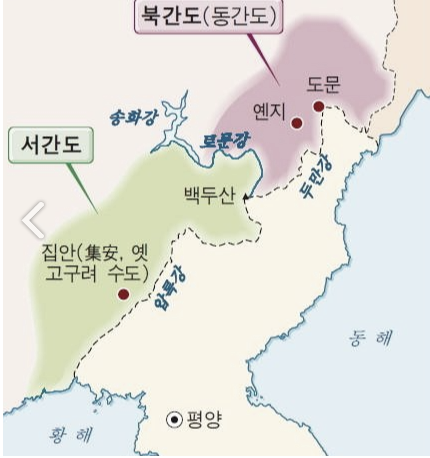 북간도(동간도)
도문
옌지
송화강
토문강
서간도
두만강
백두산
집안(集安, 옛
고구려 수도)
압록강
동 해
평양
황 해